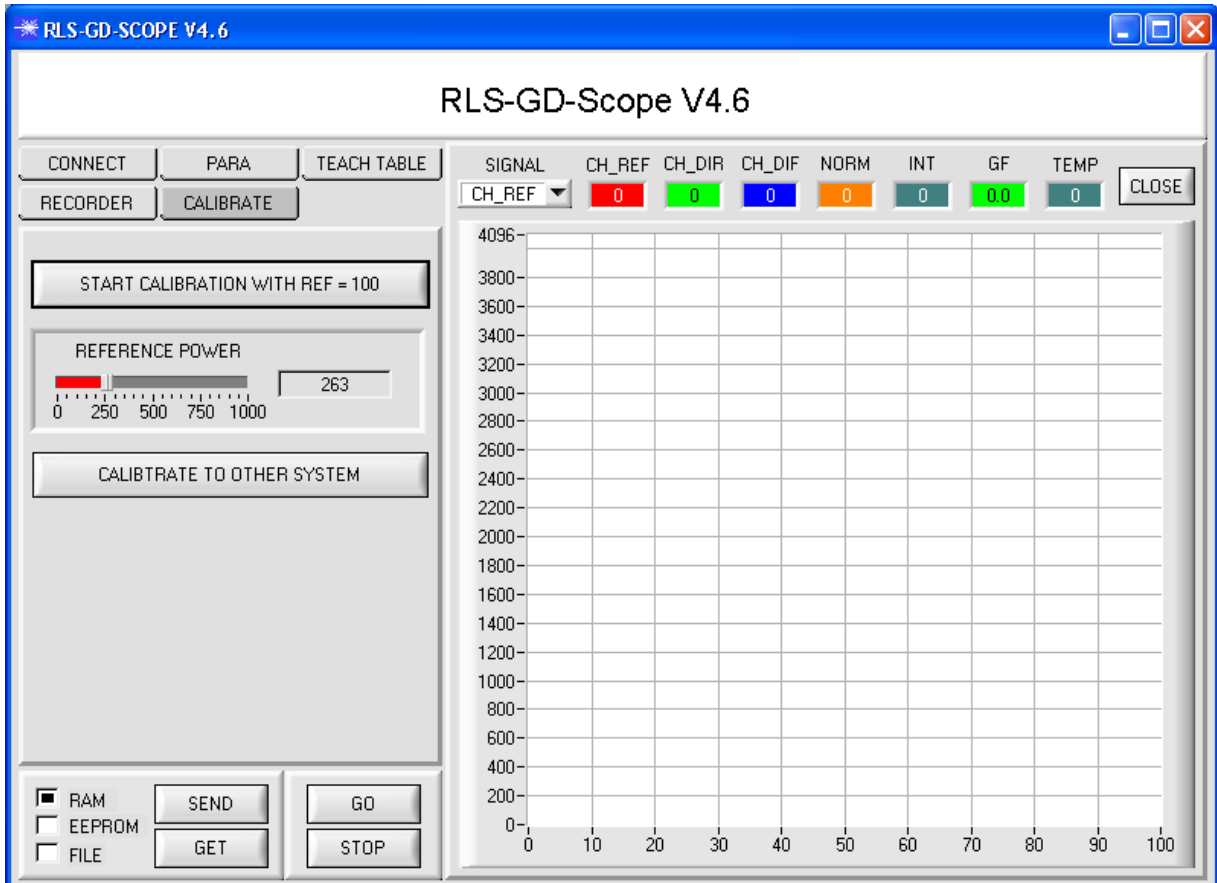 RLS-GD-SCOPE V4.6
RLS-GD-Scope V4.6
CONNECT PARA TEACH TABLE
RECORDER CALIBRATE
START CALIBRATION WITH REF = 100
REFERENCE POWER
263
0 250 500 750 1000
CALIBTRATE TO OTHER SYSTEM
RAM
EEPROM
FILE
SEND
GET
GO
STOP
SIGNAL CH_REF CH_DIR CH_DIF NORM INT GF TEMP
CH_REF 0 0 0 0 0 0.0 0
CLOSE
4096
3800
3600
3400
3200
3000
2800
2600
2400
2200
2000
1800
1600
1400
1200
1000
800
600
400
200
0
0 10 20 30 40 50 60 70 80 90 100